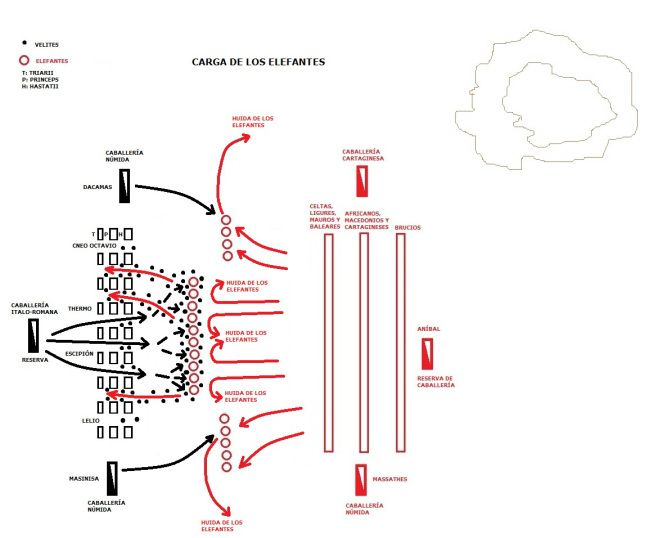 VELITES
ELEFANTES
T: TRIARII
P: PRINCEPS
H: HASTATII
CARGA DE LOS ELEFANTES
HUIDA DE LOS
ELEFANTES
CABALLERÍA
NÚMIDA
DACAMAS
CABALLERÍA
CARTAGINESA
CELTAS,
LIGURES,
MAUROS Y
BALEARES
AFRICANOS,
MACEDONIOS Y
CARTAGINESES
BRUCIOS
T P H
CNEO OCTAVIO
HUIDA DE LOS
ELEFANTES
CABALLERÍA
ITALO-ROMANA
THERMO
RESERVA
HUIDA DE LOS
ELEFANTES
ANÍBAL
ESCIPIÓN
RESERVA DE
CABALLERÍA
HUIDA DE LOS
ELEFANTES
LELIO
MASINISA
CABALLERÍA
NÚMIDA
MASSATHES
CABALLERÍA
NÚMIDA
HUIDA DE LOS
ELEFANTES